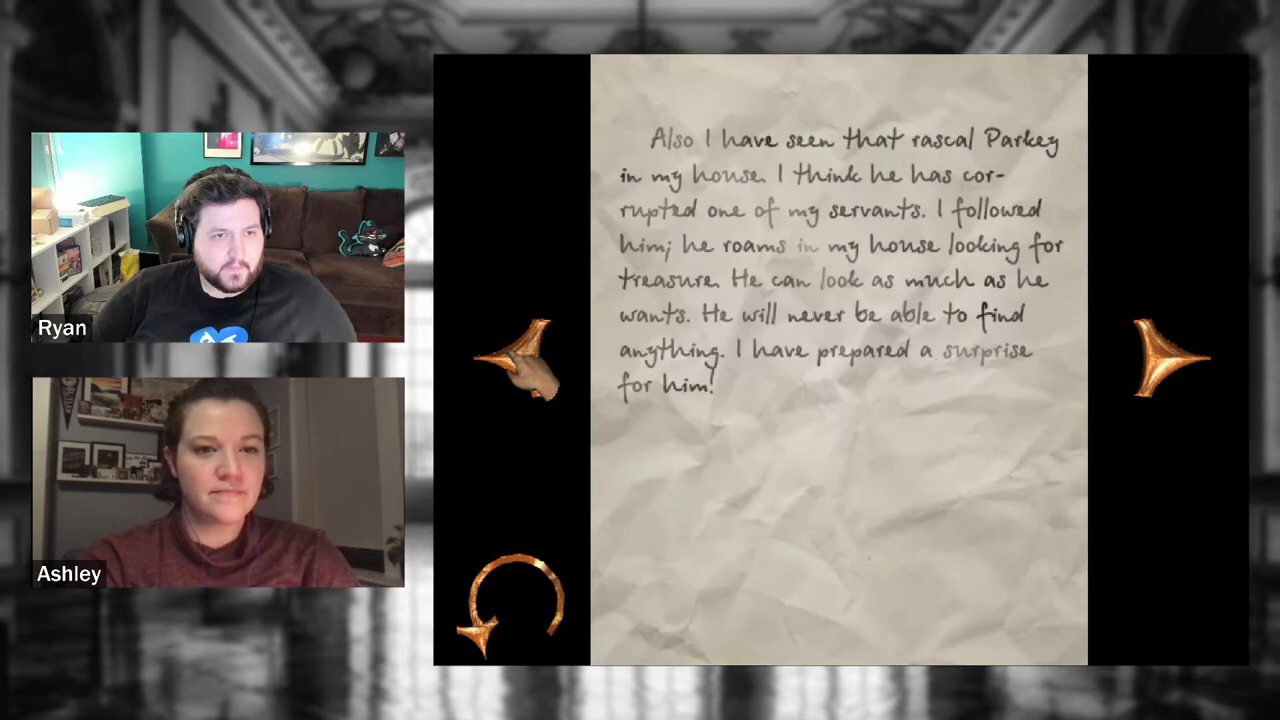 Also I have seen that rascal Parkey
in my house. I think he has cor-
rupted one of my servants. I followed
him; he roams in my house looking for
treasure. He can look as much as he
wants. He will never be able to find
anything. I have prepared a surprise
for him!
Ryan
Ashley